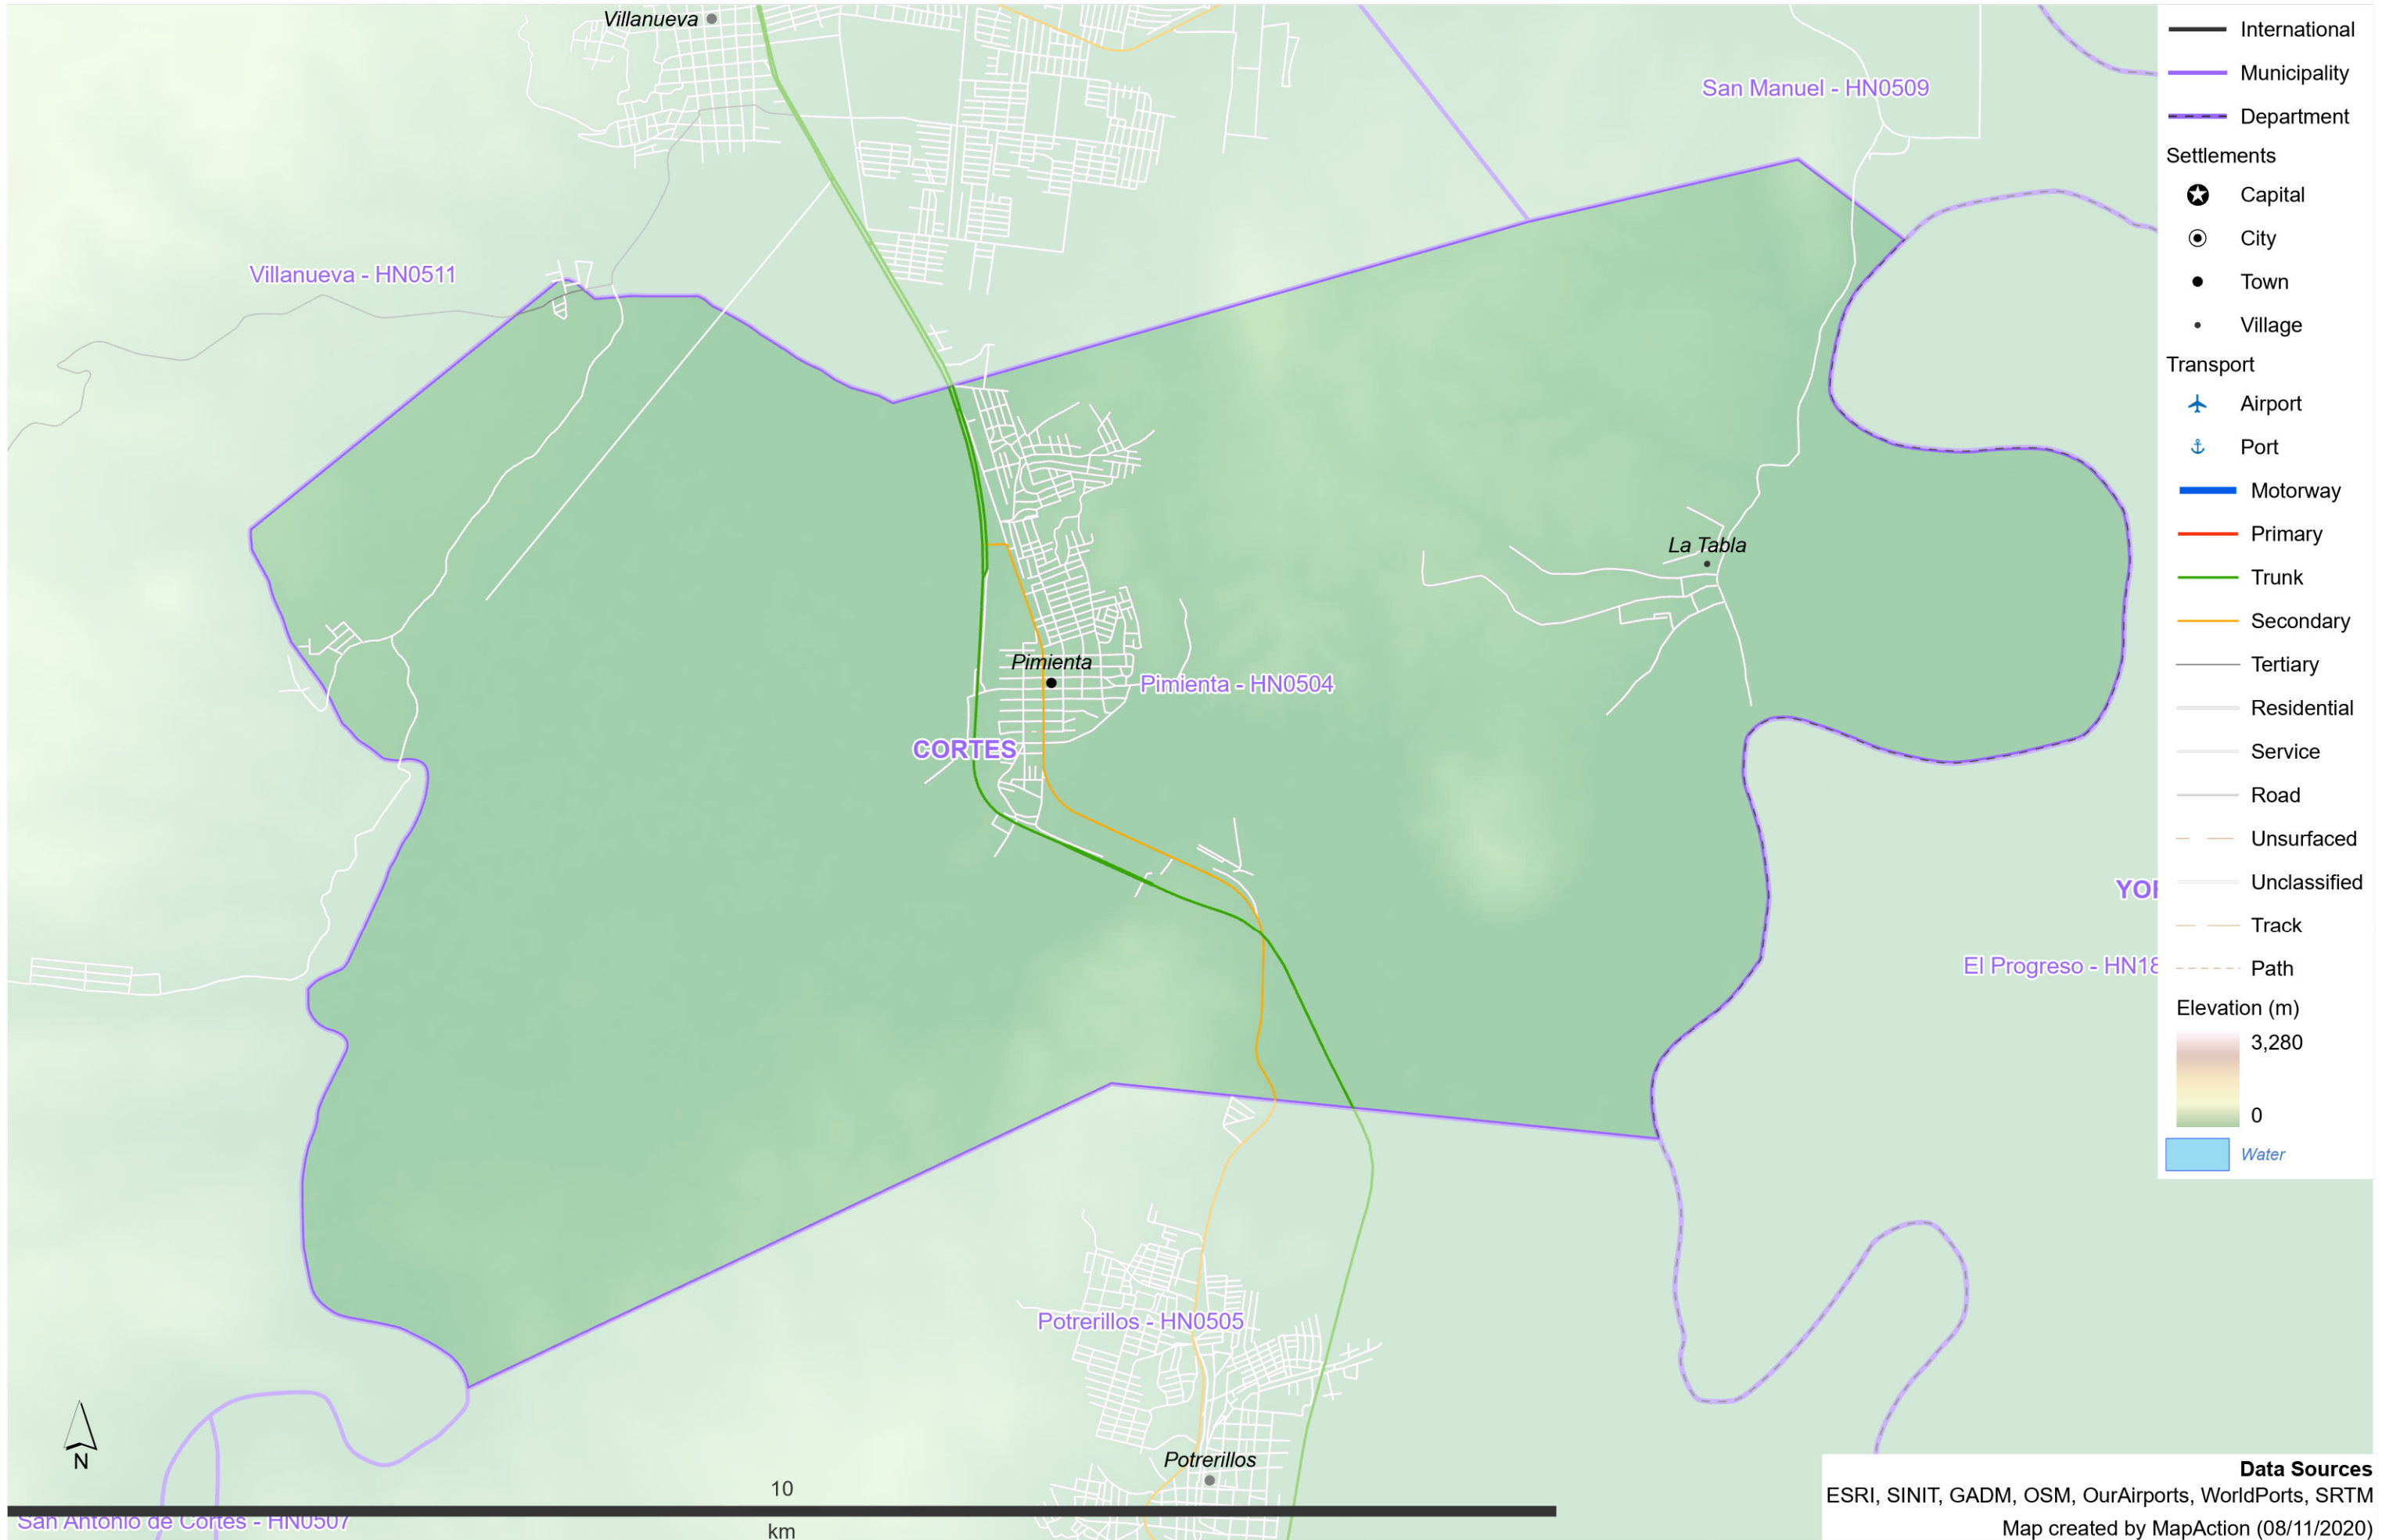 Villanueva
San Manuel - HN0509
Villanueva - HN0511
La Tabla
Pimienta
Pimienta - HN0504
CORTES
YOR
El Progreso - HN18
Potrerillos - HN0505
Potrerillos
N
10
km
San Antonio de Cortes - HN0507
International
Municipality
Department
Settlements
Capital
City
Town
Village
Transport
Airport
Port
Motorway
Primary
Trunk
Secondary
Tertiary
Residential
Service
Road
Unsurfaced
Unclassified
Track
Path
Elevation (m)
3,280
0
Water
Data Sources
ESRI, SINIT, GADM, OSM, OurAirports, WorldPorts, SRTM
Map created by MapAction (08/11/2020)